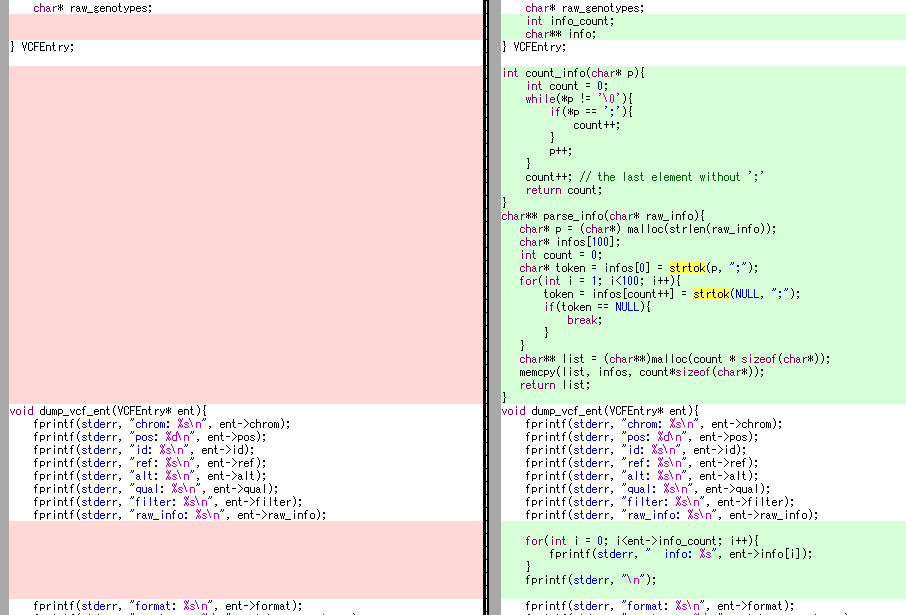 char* raw_genotypes;
} VCFEntry;
void dump_vcf_ent(VCFEntry* ent){
fprintf(stderr, "chrom: %s\n", ent->chrom);
fprintf(stderr, "pos: %d\n", ent->pos);
fprintf(stderr, "id: %s\n", ent->id);
fprintf(stderr, "ref: %s\n", ent->ref);
fprintf(stderr, "alt: %s\n", ent->alt);
fprintf(stderr, "qual: %s\n", ent->qual);
fprintf(stderr, "filter: %s\n", ent->filter);
fprintf(stderr, "raw_info: %s\n", ent->raw_info);
fprintf(stderr, "format: %s\n", ent->format);
char* raw_genotypes;
int info_count;
char** info;
} VCFEntry;
int count_info(char* p){
int count = 0;
while(*p != '\0'){
if(*p == ';'){
count++;
}
p++;
}
count++; // the last element without ';'
return count;
}
char** parse_info(char* raw_info){
char* p = (char*) malloc(strlen(raw_info));
char* infos[100];
int count = 0;
char* token = infos[0] = strtok(p, ";");
for(int i = 1; i<100; i++){
token = infos[count++] = strtok(NULL, ";");
if(token == NULL){
break;
}
}
char** list = (char**)malloc(count * sizeof(char*));
memcpy(list, infos, count*sizeof(char*));
return list;
}
void dump_vcf_ent(VCFEntry* ent){
fprintf(stderr, "chrom: %s\n", ent->chrom);
fprintf(stderr, "pos: %d\n", ent->pos);
fprintf(stderr, "id: %s\n", ent->id);
fprintf(stderr, "ref: %s\n", ent->ref);
fprintf(stderr, "alt: %s\n", ent->alt);
fprintf(stderr, "qual: %s\n", ent->qual);
fprintf(stderr, "filter: %s\n", ent->filter);
fprintf(stderr, "raw_info: %s\n", ent->raw_info);
for(int i = 0; i<ent->info_count; i++){
fprintf(stderr, "  info: %s", ent->info[i]);
}
fprintf(stderr, "\n");
fprintf(stderr, "format: %s\n", ent->format);